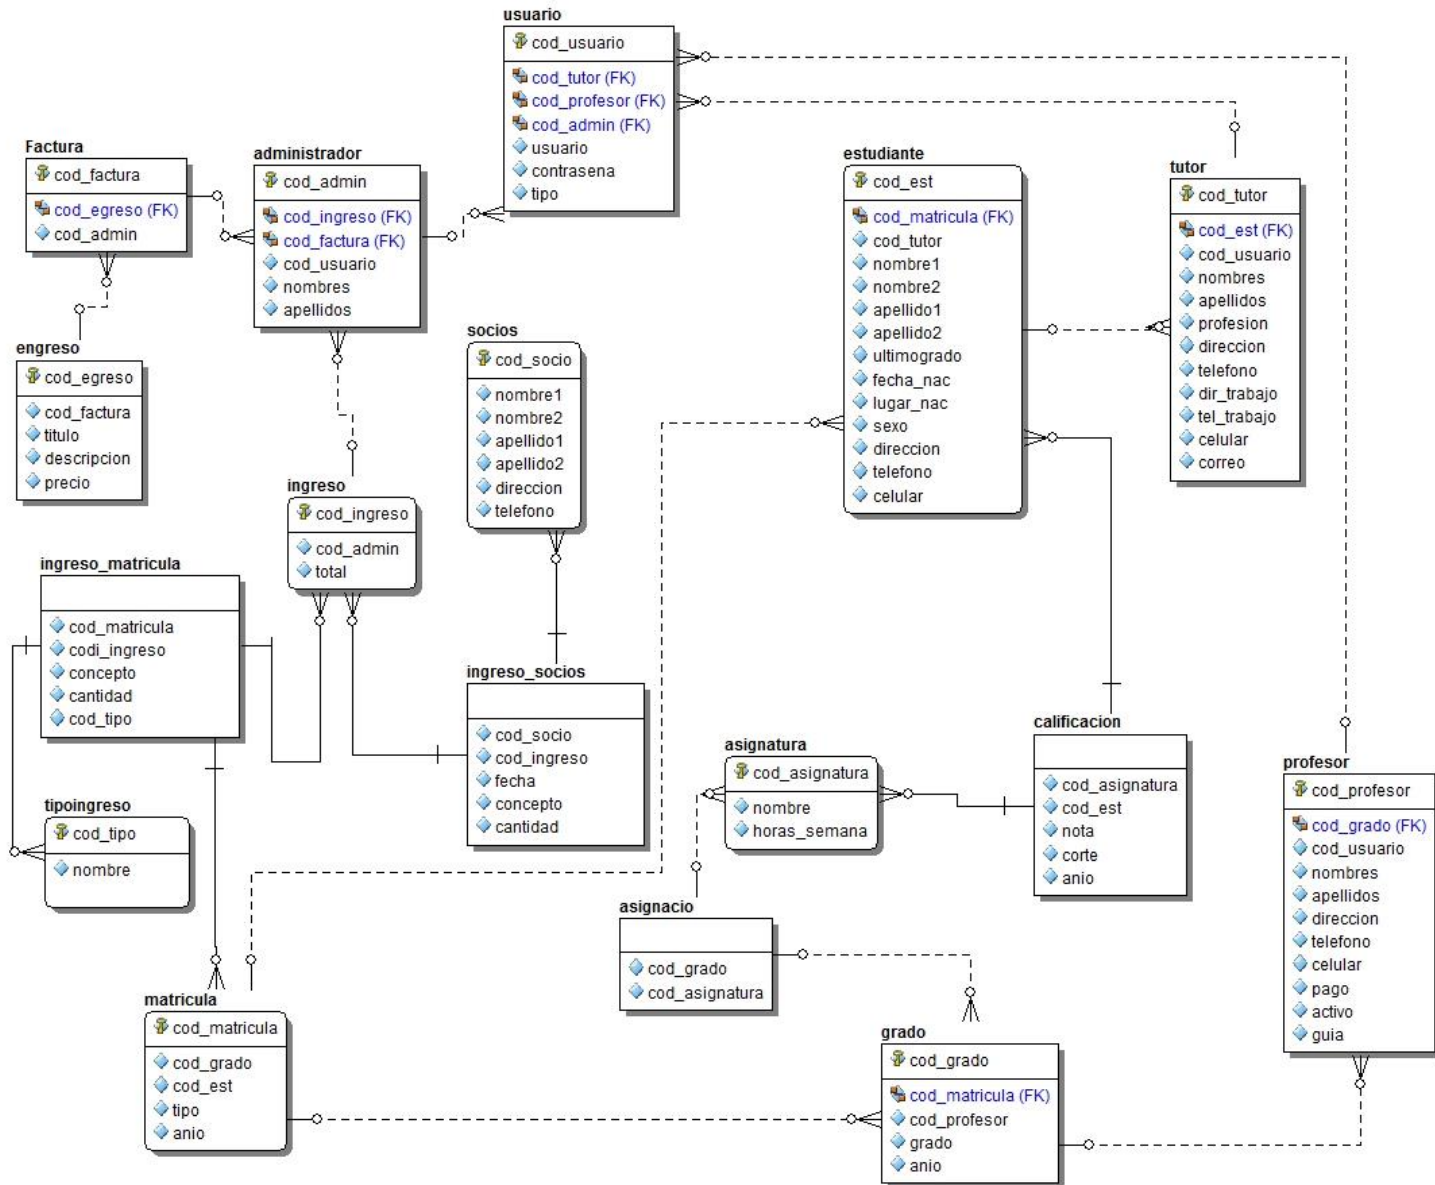 usuario
cod_usuario
cod_tutor (FK)
cod_profesor (FK)
cod_admin (FK)
usuario
contrasena
tipo
Factura
cod_factura
cod_egreso (FK)
cod_admin
administrador
cod_admin
cod_ingreso (FK)
cod_factura (FK)
cod_usuario
nombres
apellidos
estudiante
cod_est
cod_matricula (FK)
cod_tutor
nombre1
nombre2
apellido1
apellido2
ultimogrado
fecha_nac
lugar_nac
sexo
direccion
telefono
celular
tutor
cod_tutor
cod_est (FK)
cod_usuario
nombres
apellidos
profesion
direccion
telefono
dir_trabajo
tel_trabajo
celular
correo
engreso
cod_egreso
cod_factura
titulo
descripcion
precio
socios
cod_socio
nombre1
nombre2
apellido1
apellido2
direccion
telefono
ingreso
cod_ingreso
cod_admin
total
ingreso_matricula
cod_matricula
codi_ingreso
concepto
cantidad
cod_tipo
ingreso_socios
cod_socio
cod_ingreso
fecha
concepto
cantidad
tipoingreso
cod_tipo
nombre
asignatura
cod_asignatura
nombre
horas_semana
calificacion
cod_asignatura
cod_est
nota
corte
anio
profesor
cod_profesor
cod_grado (FK)
cod_usuario
nombres
apellidos
direccion
telefono
celular
pago
activo
guia
asignacio
cod_grado
cod_asignatura
matricula
cod_matricula
cod_grado
cod_est
tipo
anio
grado
cod_grado
cod_matricula (FK)
cod_profesor
grado
anio